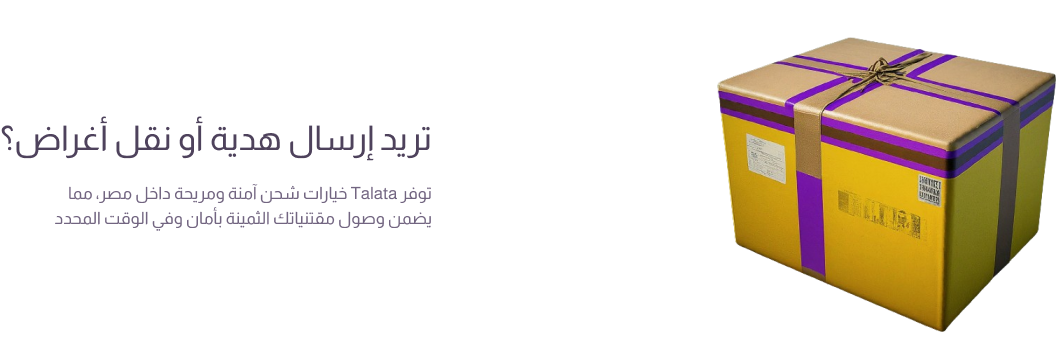 تريد إرسال هدية أو نقل أغراض؟
توفر Talata خيارات شحن آمنة ومريحة داخل مصر، مما
يضمن وصول مقتنياتك الثمينة بأمان وفي الوقت المحدد